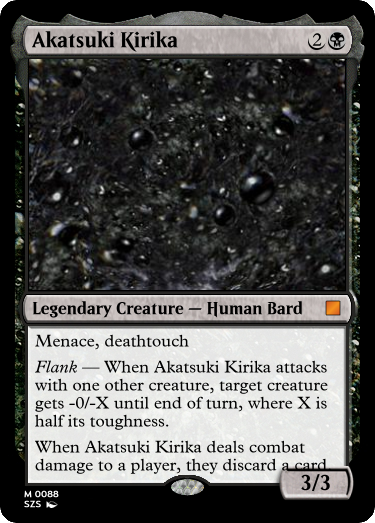 Akatsuki Kirika 2
Legendary Creature — Human Bard
Menace, deathtouch
Flank — When Akatsuki Kirika attacks
with one other creature, target creature
gets -0/-X until end of turn, where X is
half its toughness.
When Akatsuki Kirika deals combat
damage to a player, they discard a card
3/3
M 0088
SZS